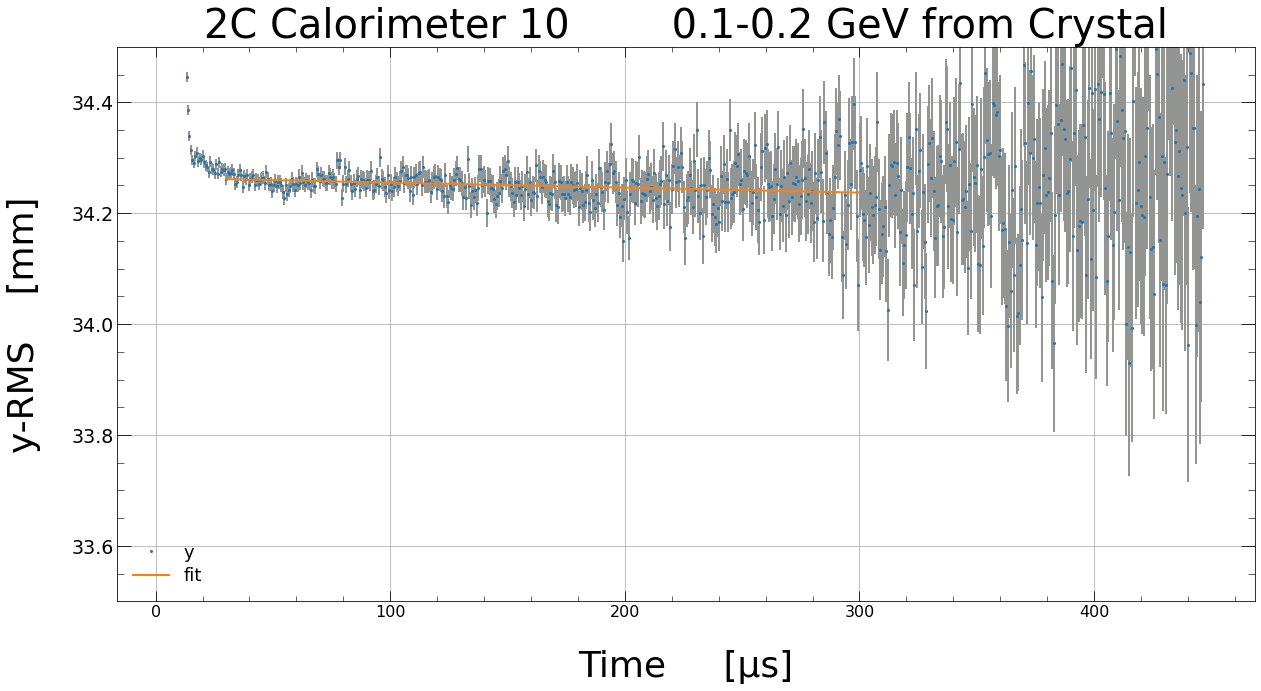 2C Calorimeter 10 0.1-0.2 GeV from Crystal
y-RMS [mm]
34.4
34.2
34.0
33.8
33.6
y
fit
0 100 200 300 400
Time [μs]